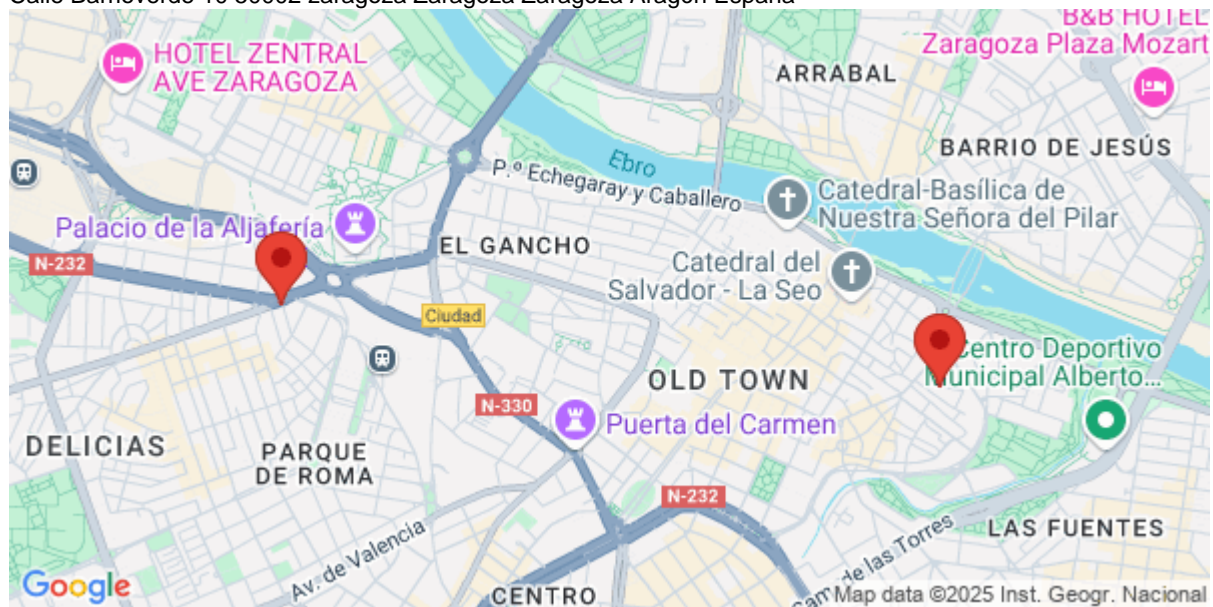 B&B HOTEL
Zaragoza Plaza Mozart
HOTEL ZENTRAL
AVE ZARAGOZA
ARRABAL
BARRIO DE JESÚS
Ebro
P.º Echegaray y Caballero
Catedral-Basílica de
Nuestra Señora del Pilar
Palacio de la Aljafería
EL GANCHO
N-232
Catedral del
Salvador - La Seo
Ciudad
Centro Deportivo
Municipal Alberto...
OLD TOWN
N-330
Puerta del Carmen
DELICIAS
PARQUE
DE ROMA
N-232
LAS FUENTES
Av. de Valencia
de las Torres
Google
CENTRO
Map data ©2025 Inst. Geogr. Nacional